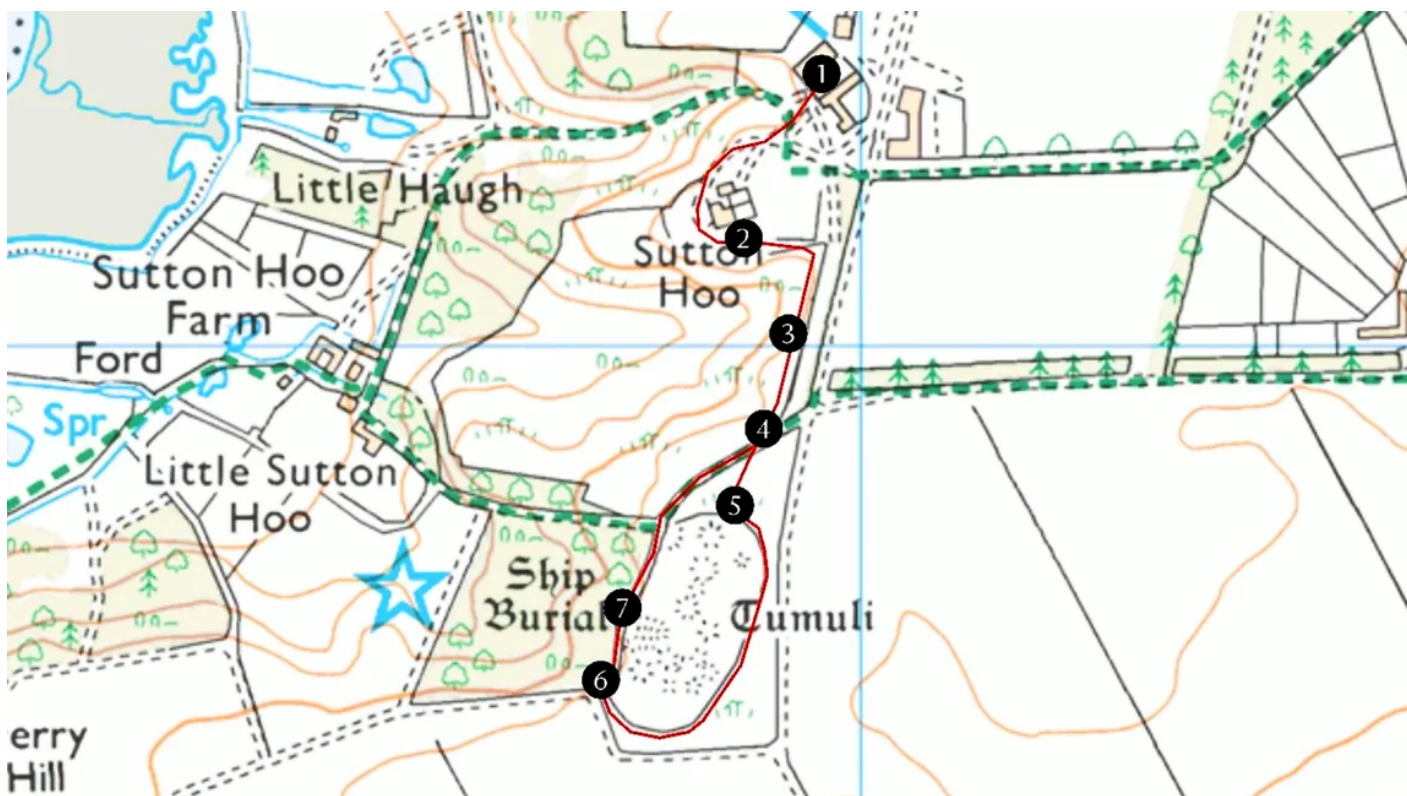 1
Little Haugh
2
Sutton
Hoo
Sutton Hoo
Farm
3
Ford
Spr
4
Little Sutton
Hoo
5
Ship
Burial
7
Tumuli
6
erry
Hill